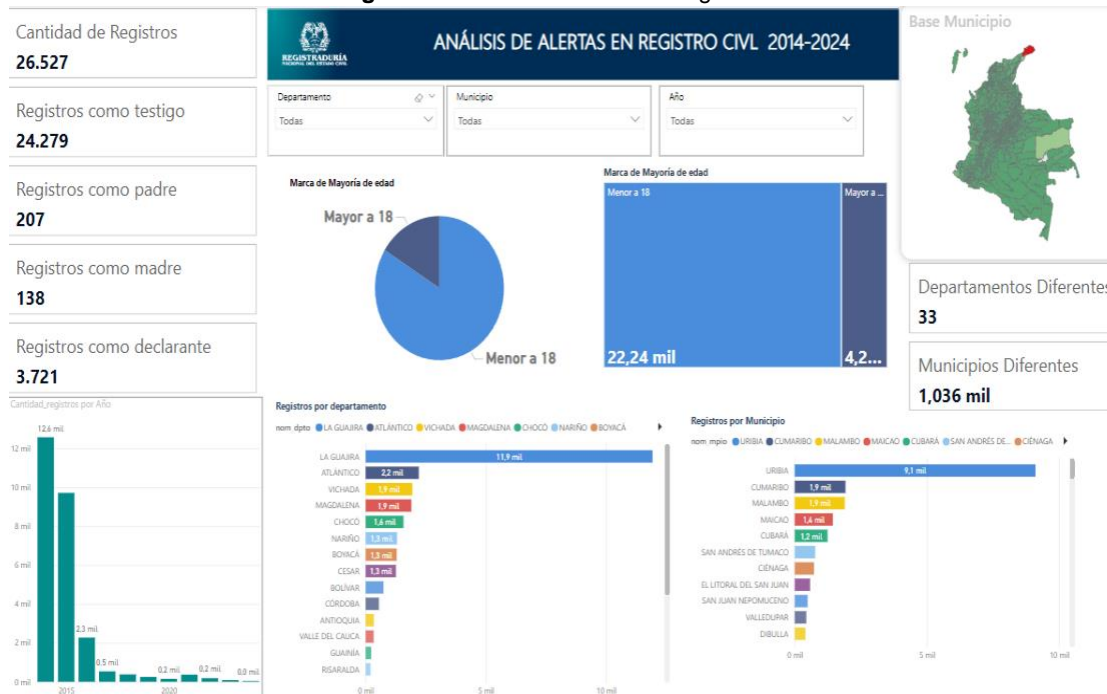 Cantidad de Registros
26.527
Registros como testigo
24.279
Registros como padre
207
Registros como madre
138
Registros como declarante
3.721
REGISTRADURÍA
NACIONAL DEL ESTADO CIVIL
ANÁLISIS DE ALERTAS EN REGISTRO CIVL 2014-2024
Departamento
Todas
Municipio
Todas
Año
Todas
Base Municipio
Marca de Mayoría de edad
Mayor a 18
Menor a 18
Marca de Mayoría de edad
Menor a 18
Mayor a ...
22,24 mil
4,2...
Departamentos Diferentes
33
Municipios Diferentes
1,036 mil
Cantidad_registros por Año
12,6 mil
12 mil
10 mil
8 mil
6 mil
4 mil
2,3 mil
2 mil
0,5 mil
0,2 mil
0,2 mil
0,0 mil
0 mil
2015
2020
Registros por departamento
nom_dpto LA GUAJIRA ATLÁNTICO VICHADA MAGDALENA CHOCÓ NARIÑO BOYACÁ
LA GUAJIRA 11,9 mil
ATLÁNTICO 2,2 mil
VICHADA 1,9 mil
MAGDALENA 1,9 mil
CHOCÓ 1,6 mil
NARIÑO 1,3 mil
BOYACÁ 1,3 mil
CESAR 1,3 mil
BOLÍVAR
CÓRDOBA
ANTIOQUIA
VALLE DEL CAUCA
GUAINÍA
RISARALDA
0 mil 5 mil 10 mil
Registros por Municipio
nom_mpio URIBIA CUMARIBO MALAMBO MAICAO CUBARÁ SAN ANDRÉS DE... CIÉNAGA
URIBIA 9,1 mil
CUMARIBO 1,9 mil
MALAMBO 1,9 mil
MAICAO 1,4 mil
CUBARÁ 1,2 mil
SAN ANDRÉS DE TUMACO
CIÉNAGA
EL LITORAL DEL SAN JUAN
SAN JUAN NEPOMUCENO
VALLEDUPAR
DIBULLA
0 mil 5 mil 10 mil